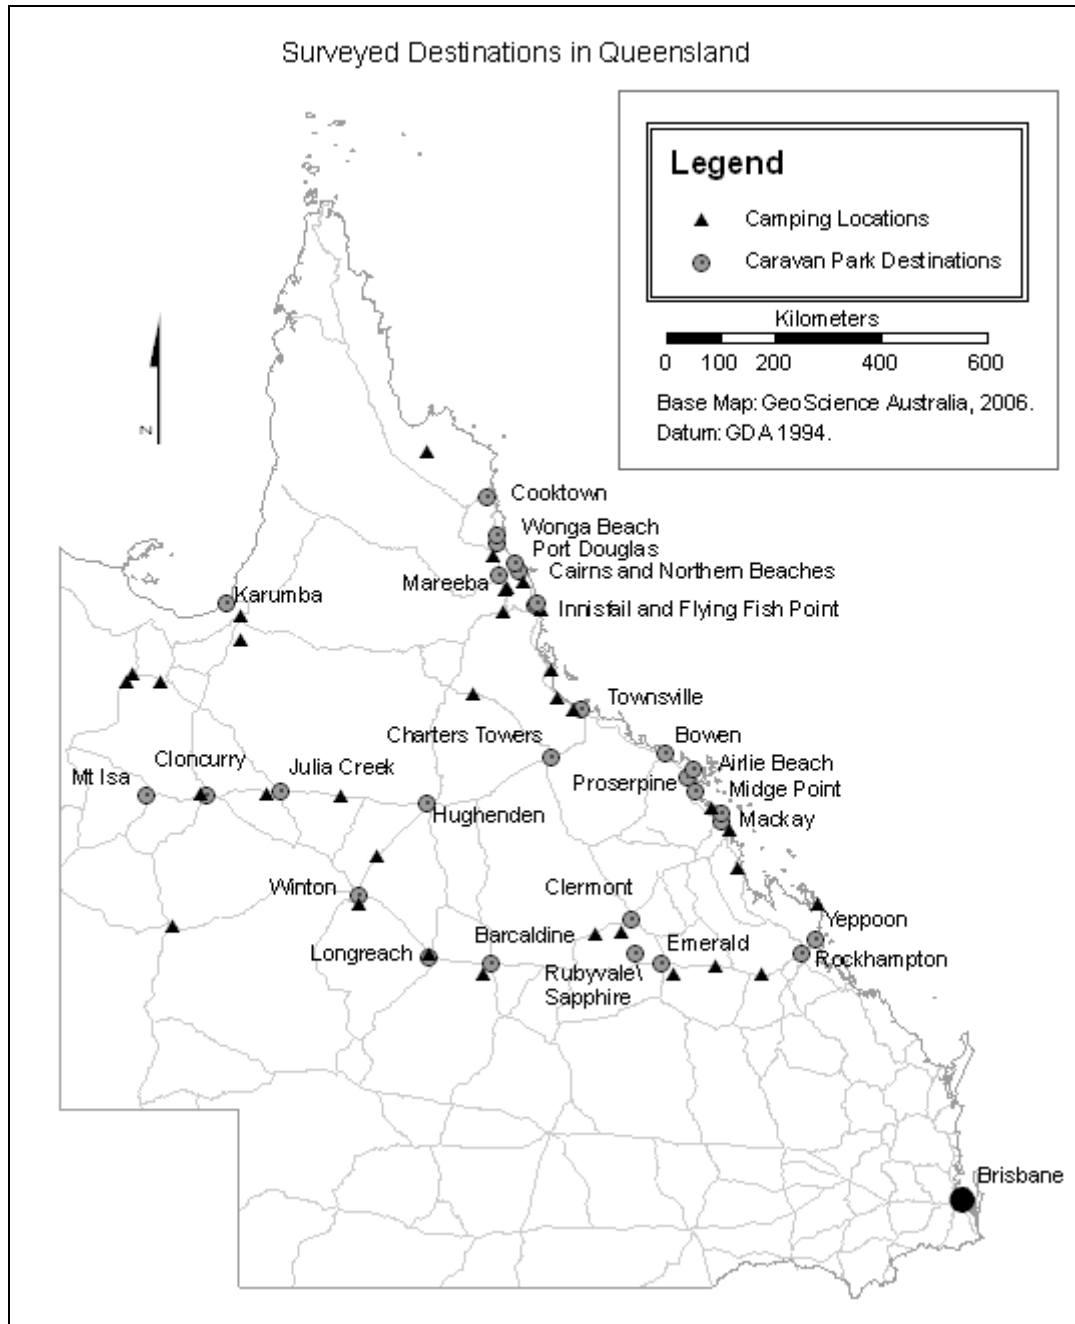 Surveyed Destinations in Queensland
Legend
Camping Locations
Caravan Park Destinations
Kilometers
0 100 200 400 600
Base Map: GeoScience Australia, 2006.
Datum: GDA 1994.
N
Cooktown
Wonga Beach
Port Douglas
Cairns and Northern Beaches
Mareeba
Karumba
Innisfail and Flying Fish Point
Townsville
Charters Towers
Bowen
Cloncurry
Airlie Beach
Mt Isa
Julia Creek
Proserpine
Midge Point
Hughenden
Mackay
Winton
Clermont
Yeppoon
Barcaldine
Emerald
Longreach
Rockhampton
Rubyvale\
Sapphire
Brisbane